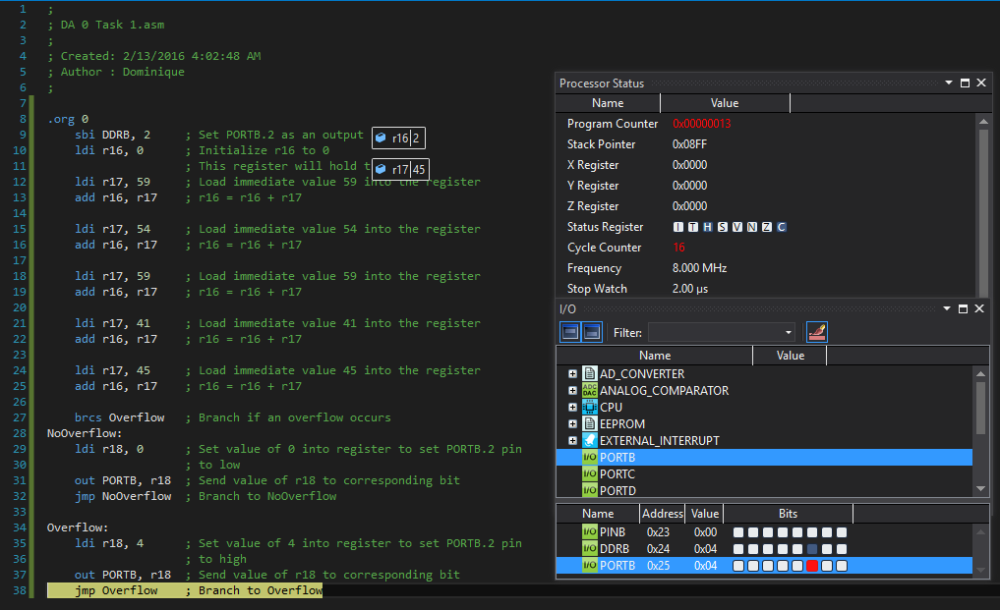 1 ;
2 ; DA 0 Task 1.asm
3 ;
4 ; Created: 2/13/2016 4:02:48 AM
5 ; Author : Dominique
6 ;
7
8 .org 0
9 sbi DDRB, 2 ; Set PORTB.2 as an output
10 ldi r16, 0 ; Initialize r16 to 0
11 ; This register will hold t
12 ldi r17, 59 ; Load immediate value 59 into the register
13 add r16, r17 ; r16 = r16 + r17
14
15 ldi r17, 54 ; Load immediate value 54 into the register
16 add r16, r17 ; r16 = r16 + r17
17
18 ldi r17, 59 ; Load immediate value 59 into the register
19 add r16, r17 ; r16 = r16 + r17
20
21 ldi r17, 41 ; Load immediate value 41 into the register
22 add r16, r17 ; r16 = r16 + r17
23
24 ldi r17, 45 ; Load immediate value 45 into the register
25 add r16, r17 ; r16 = r16 + r17
26
27 brcs Overflow ; Branch if an overflow occurs
28 NoOverflow:
29 ldi r18, 0 ; Set value of 0 into register to set PORTB.2 pin
30 ; to low
31 out PORTB, r18 ; Send value of r18 to corresponding bit
32 jmp NoOverflow ; Branch to NoOverflow
33
34 Overflow:
35 ldi r18, 4 ; Set value of 4 into register to set PORTB.2 pin
36 ; to high
37 out PORTB, r18 ; Send value of r18 to corresponding bit
38 jmp Overflow ; Branch to Overflow
r16 2
r17 45
Processor Status
Name Value
Program Counter 0x00000013
Stack Pointer 0x08FF
X Register 0x0000
Y Register 0x0000
Z Register 0x0000
Status Register I T H S V N Z C
Cycle Counter 16
Frequency 8.000 MHz
Stop Watch 2.00 µs
I/O
Filter:
Name Value
AD_CONVERTER
ADC DAC ANALOG_COMPARATOR
CPU
EEPROM
EXTERNAL_INTERRUPT
I/O PORTB
I/O PORTC
I/O PORTD
Name Address Value Bits
I/O PINB 0x23 0x00
I/O DDRB 0x24 0x04
I/O PORTB 0x25 0x04